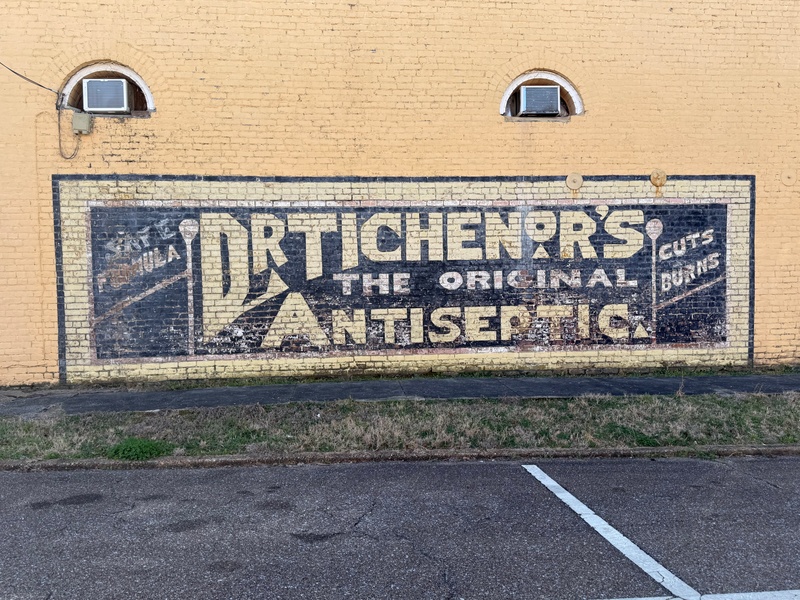 SAFE
FORMULA
DR TICHENOR'S
THE ORIGINAL
ANTISEPTIC.
CUTS
BURNS